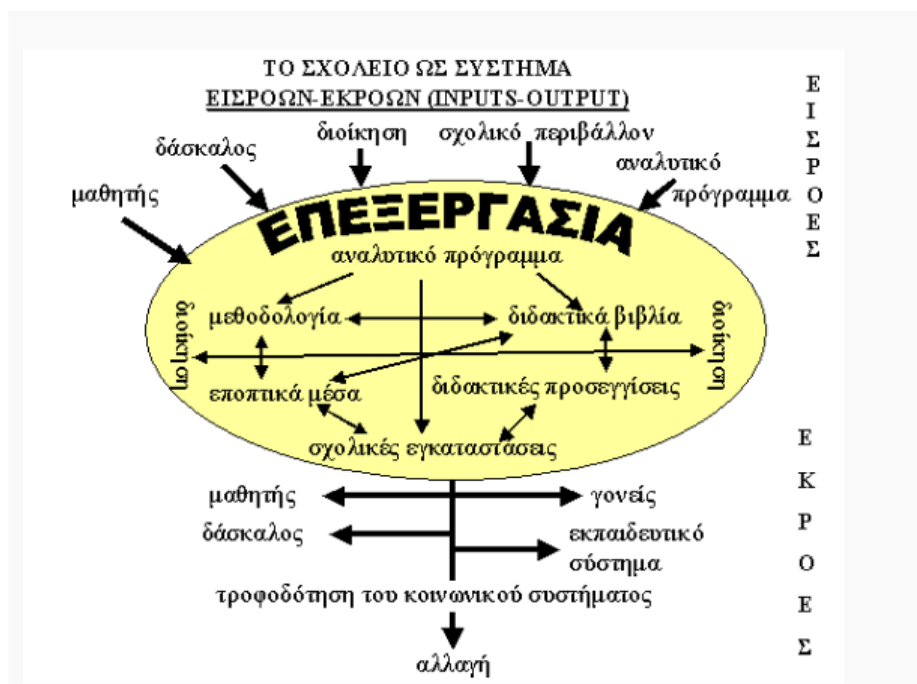 ΤΟ ΣΧΟΛΕΙΟ ΩΣ ΣΥΣΤΗΜΑ
ΕΙΣΡΟΩΝ-ΕΚΡΟΩΝ (INPUTS-OUTPUT)
διοίκηση
σχολικό περιβάλλον
δάσκαλος
αναλυτικό
πρόγραμμα
μαθητής
ΕΙΣΡΟΕΣ
ΕΠΕΞΕΡΓΑΣΙΑ
αναλυτικό πρόγραμμα
μεθοδολογία
διδακτικά βιβλία
διοίκηση
διοίκηση
εποπτικά μέσα
διδακτικές προσεγγίσεις
σχολικές εγκαταστάσεις
ΕΚΡΟΕΣ
μαθητής
γονείς
δάσκαλος
εκπαιδευτικό
σύστημα
τροφοδότηση του κοινωνικού συστήματος
αλλαγή